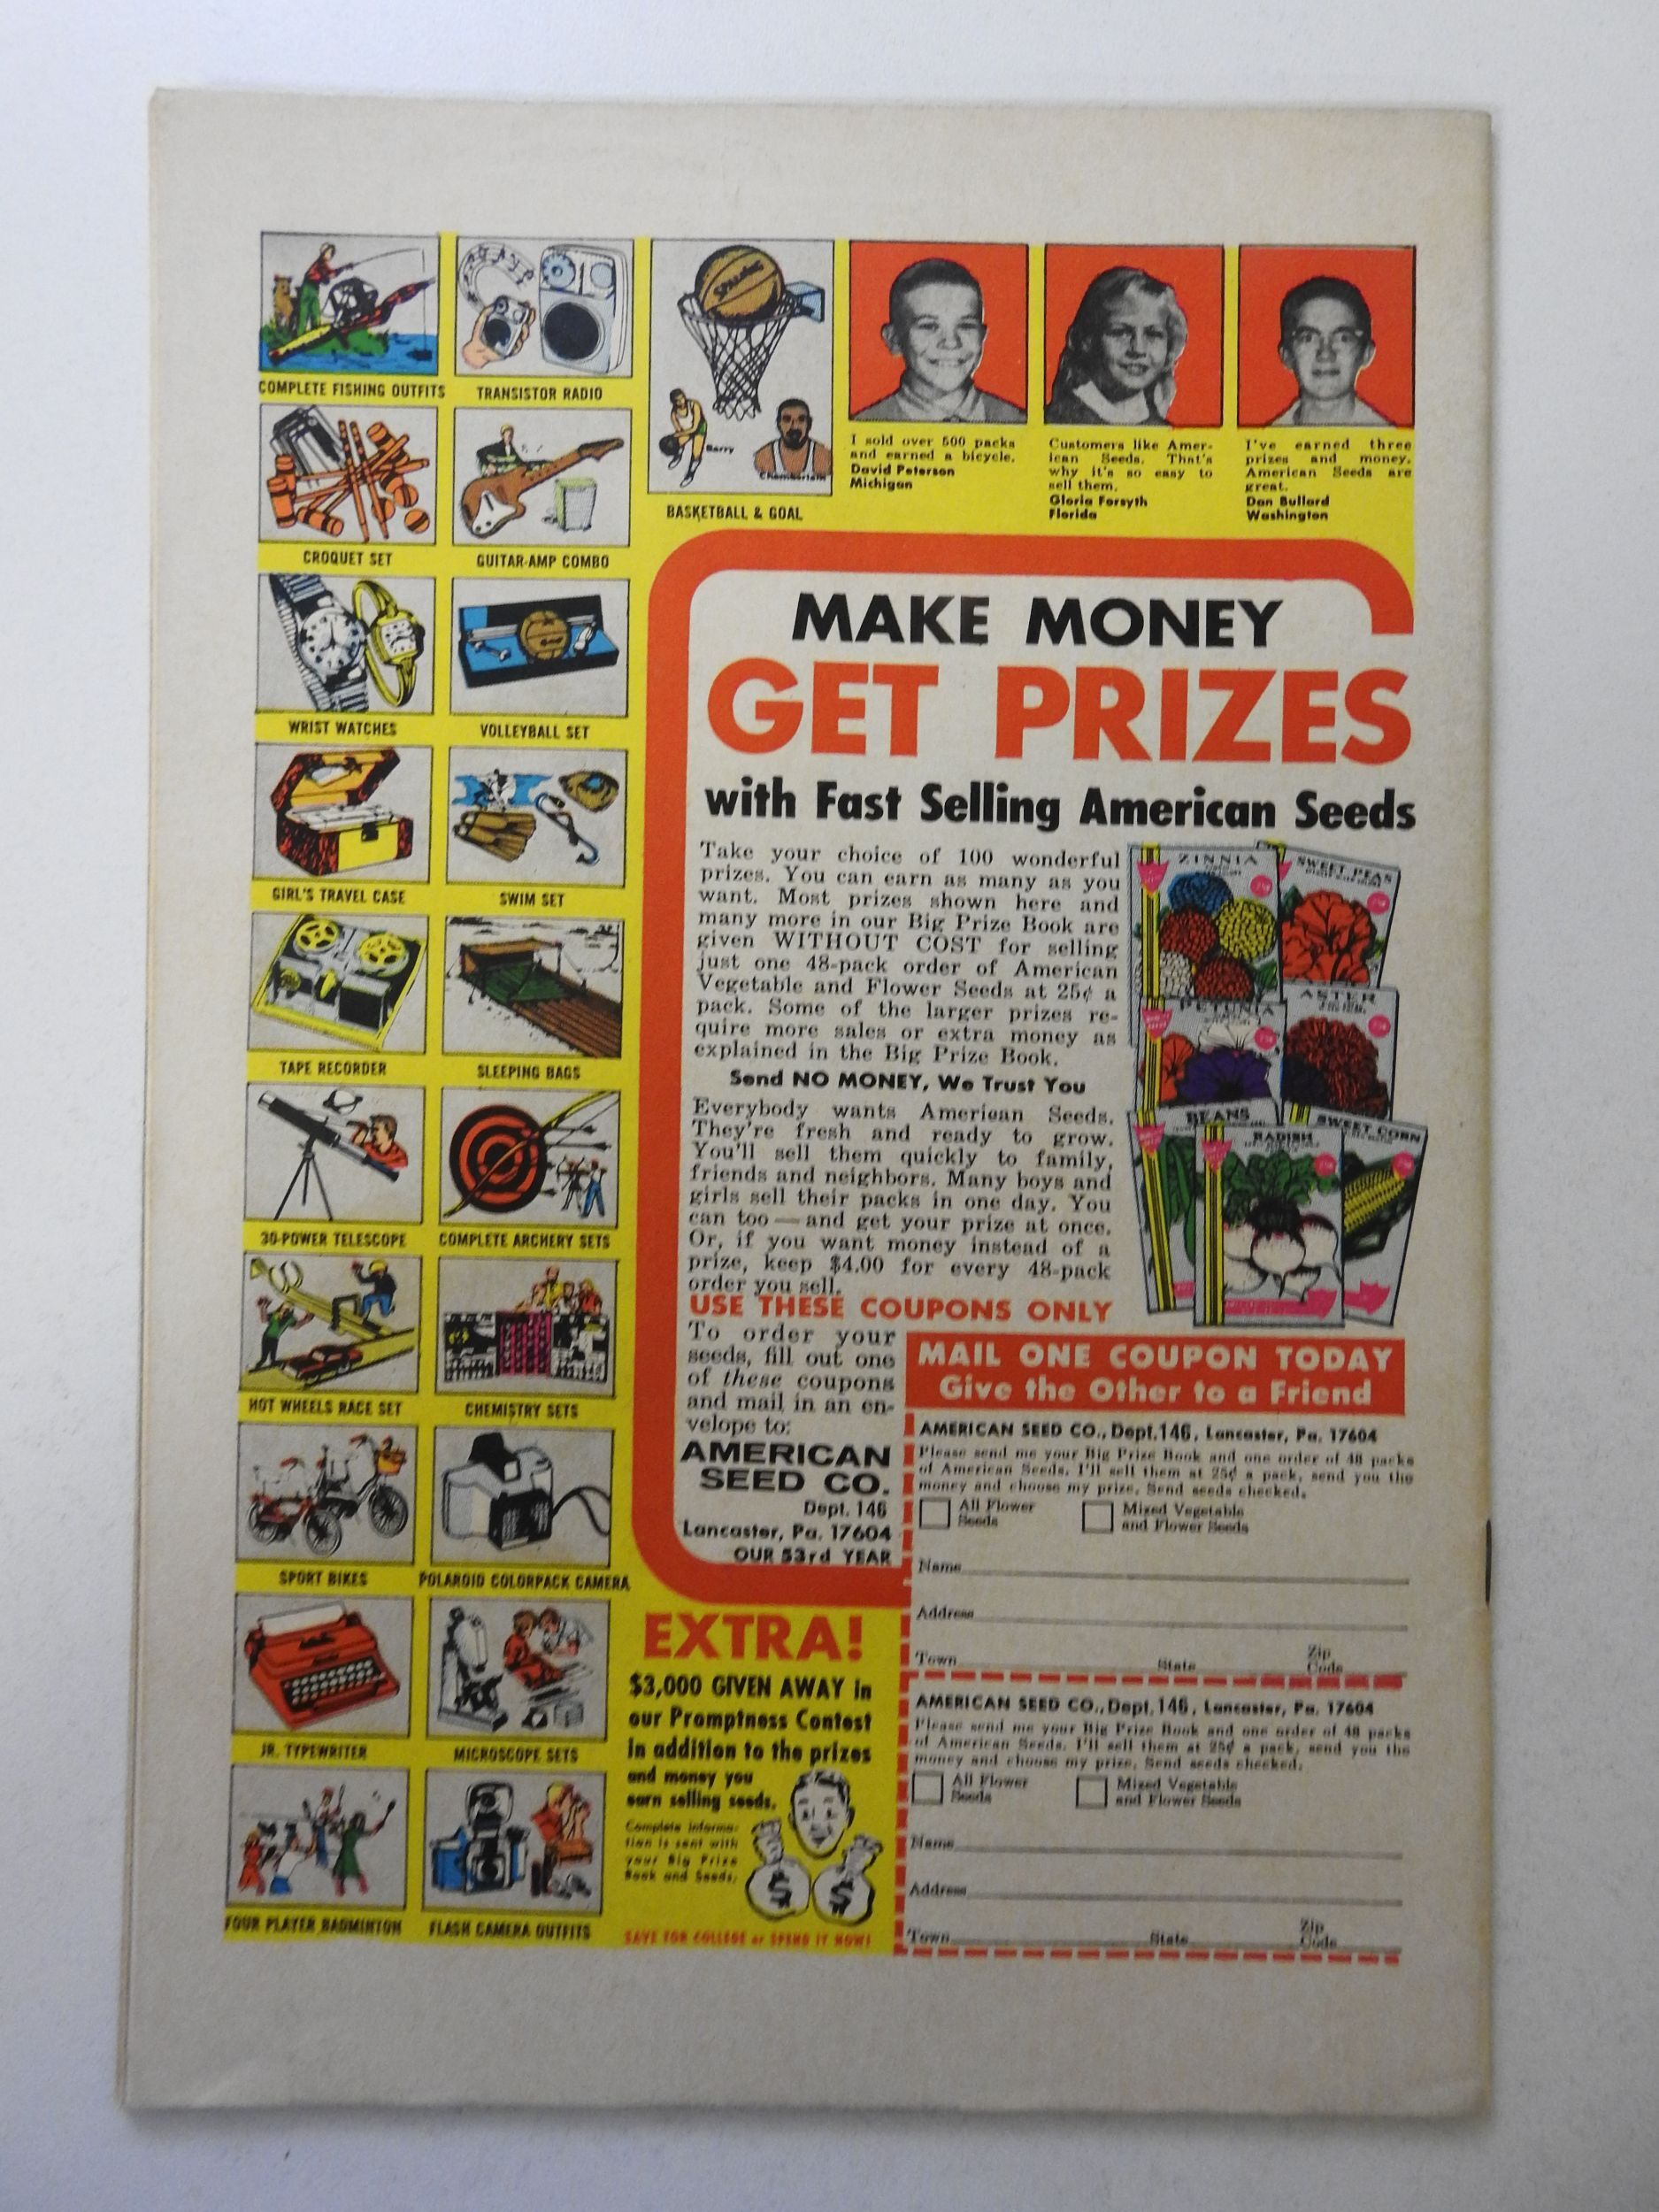 COMPLETE FISHING OUTFITS
TRANSISTOR RADIO
SPALDING
Barry
Chamberlain
BASKETBALL & GOAL
I sold over 500 packs
and earned a bicycle.
David Peterson
Michigan
Customers like Amer-
ican Seeds. That's
why it's so easy to
sell them.
Gloria Forsyth
Florida
I've earned three
prizes and money.
American Seeds are
great.
Dan Bullard
Washington
CROQUET SET
GUITAR-AMP COMBO
WRIST WATCHES
VOLLEYBALL SET
GIRL'S TRAVEL CASE
SWIM SET
TAPE RECORDER
SLEEPING BAGS
30-POWER TELESCOPE
COMPLETE ARCHERY SETS
HOT WHEELS RACE SET
CHEMISTRY SETS
SPORT BIKES
POLAROID COLORPACK CAMERA
JR. TYPEWRITER
MICROSCOPE SETS
FOUR PLAYER BADMINTON
FLASH CAMERA OUTFITS
MAKE MONEY
GET PRIZES
with Fast Selling American Seeds
Take your choice of 100 wonderful
prizes. You can earn as many as you
want. Most prizes shown here and
many more in our Big Prize Book are
given WITHOUT COST for selling
just one 48-pack order of American
Vegetable and Flower Seeds at 25¢ a
pack. Some of the larger prizes re-
quire more sales or extra money as
explained in the Big Prize Book.
Send NO MONEY, We Trust You
Everybody wants American Seeds.
They're fresh and ready to grow.
You'll sell them quickly to family,
friends and neighbors. Many boys and
girls sell their packs in one day. You
can too — and get your prize at once.
Or, if you want money instead of a
prize, keep $4.00 for every 48-pack
order you sell.
ZINNIA
SWEET PEAS
PETUNIA
ASTER
BEANS
RADISH
SWEET CORN
USE THESE COUPONS ONLY
To order your
seeds, fill out one
of these coupons
and mail in an en-
velope to:
AMERICAN
SEED CO.
Dept. 146
Lancaster, Pa. 17604
OUR 53rd YEAR
MAIL ONE COUPON TODAY
Give the Other to a Friend
AMERICAN SEED CO., Dept. 146, Lancaster, Pa. 17604
Please send me your Big Prize Book and one order of 48 packs
of American Seeds. I'll sell them at 25¢ a pack, send you the
money and choose my prize. Send seeds checked.
All Flower
Seeds
Mixed Vegetable
and Flower Seeds
Name
Address
Town State Zip
Code
AMERICAN SEED CO., Dept. 146, Lancaster, Pa. 17604
Please send me your Big Prize Book and one order of 48 packs
of American Seeds. I'll sell them at 25¢ a pack, send you the
money and choose my prize. Send seeds checked.
All Flower
Seeds
Mixed Vegetable
and Flower Seeds
Name
Address
Town State Zip
Code
EXTRA!
$3,000 GIVEN AWAY in
our Promptness Contest
in addition to the prizes
and money you
earn selling seeds.
Complete informa-
tion is sent with
your Big Prize
Book and Seeds.
$ $
SAVE FOR COLLEGE or SPEND IT NOW!